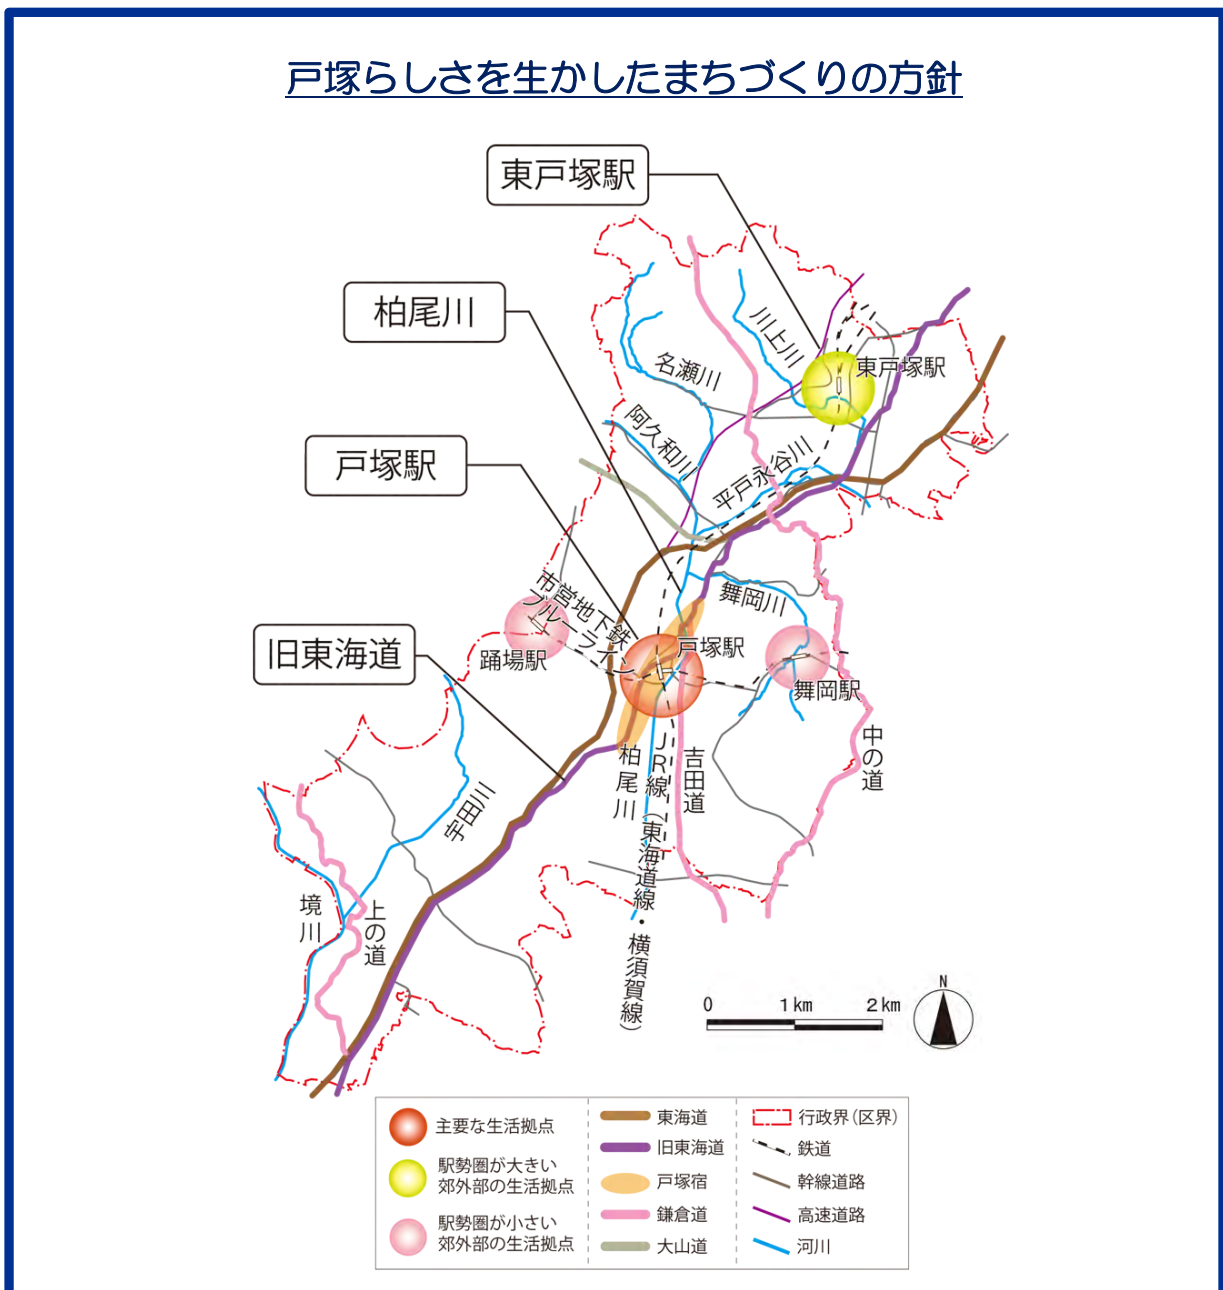 戸塚らしさを生かしたまちづくりの方針
東戸塚駅
柏尾川
戸塚駅
旧東海道
川上川
東戸塚駅
名瀬川
阿久和川
平戸永谷川
市営地下鉄
ブルーライン
舞岡川
戸塚駅
踊場駅
舞岡駅
中の道
柏尾川
JR線(東海道線・横須賀線)
吉田道
宇田川
境川
上の道
0 1km 2km
N
主要な生活拠点
駅勢圏が大きい
郊外部の生活拠点
駅勢圏が小さい
郊外部の生活拠点
東海道
旧東海道
戸塚宿
鎌倉道
大山道
行政界(区界)
鉄道
幹線道路
高速道路
河川